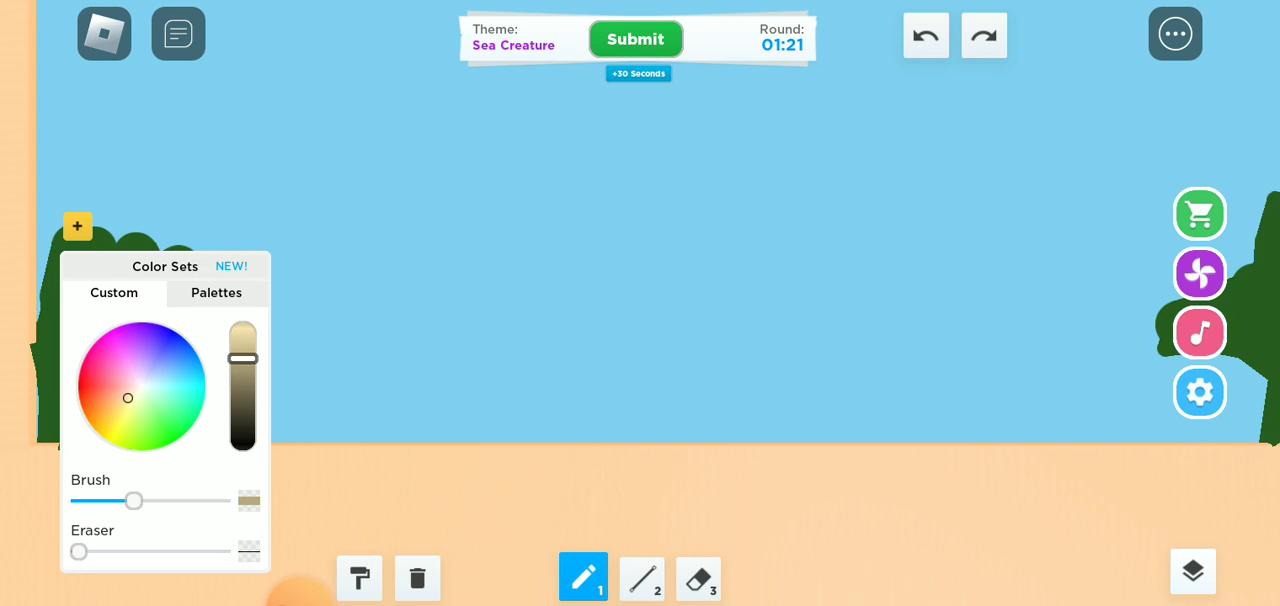 Theme:
Sea Creature
Submit
Round:
01:21
+30 Seconds
+
Color Sets NEW!
Custom
Palettes
Brush
Eraser
1
2
3